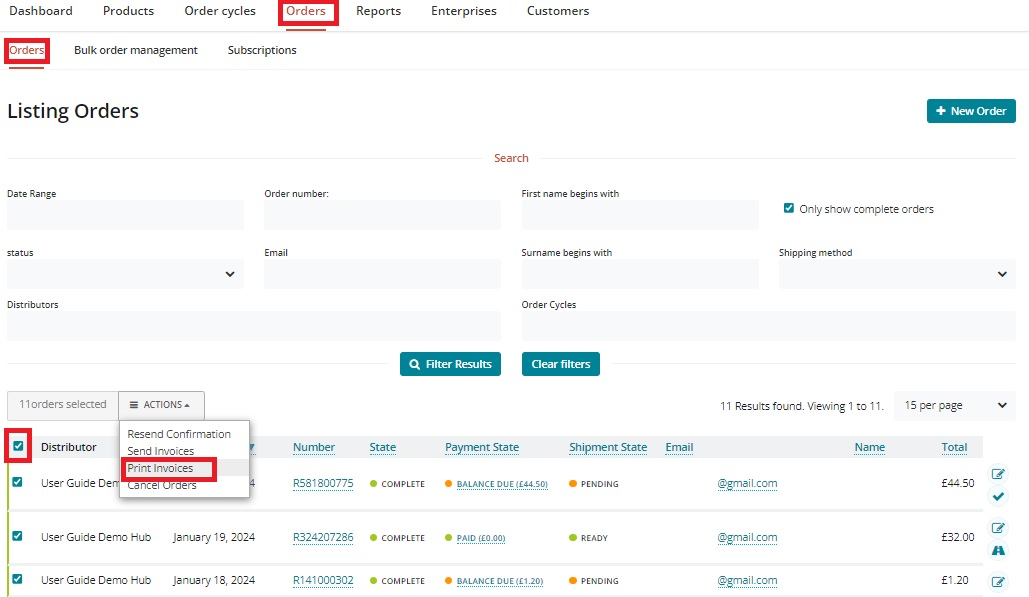 Dashboard Products Order cycles Orders Reports Enterprises Customers
Orders Bulk order management Subscriptions
Listing Orders
+ New Order
Search
Date Range Order number: First name begins with
Only show complete orders
status Email Surname begins with Shipping method
Distributors Order Cycles
Filter Results Clear filters
11orders selected ACTIONS 11 Results found. Viewing 1 to 11. 15 per page
Resend Confirmation
Send Invoices
Print Invoices
Cancel Orders
Distributor Number State Payment State Shipment State Email Name Total
User Guide Dem 4 R581800775 COMPLETE BALANCE DUE (£44.50) PENDING @gmail.com £44.50
User Guide Demo Hub January 19, 2024 R324207286 COMPLETE PAID (£0.00) READY @gmail.com £32.00
User Guide Demo Hub January 18, 2024 R141000302 COMPLETE BALANCE DUE (£1.20) PENDING @gmail.com £1.20